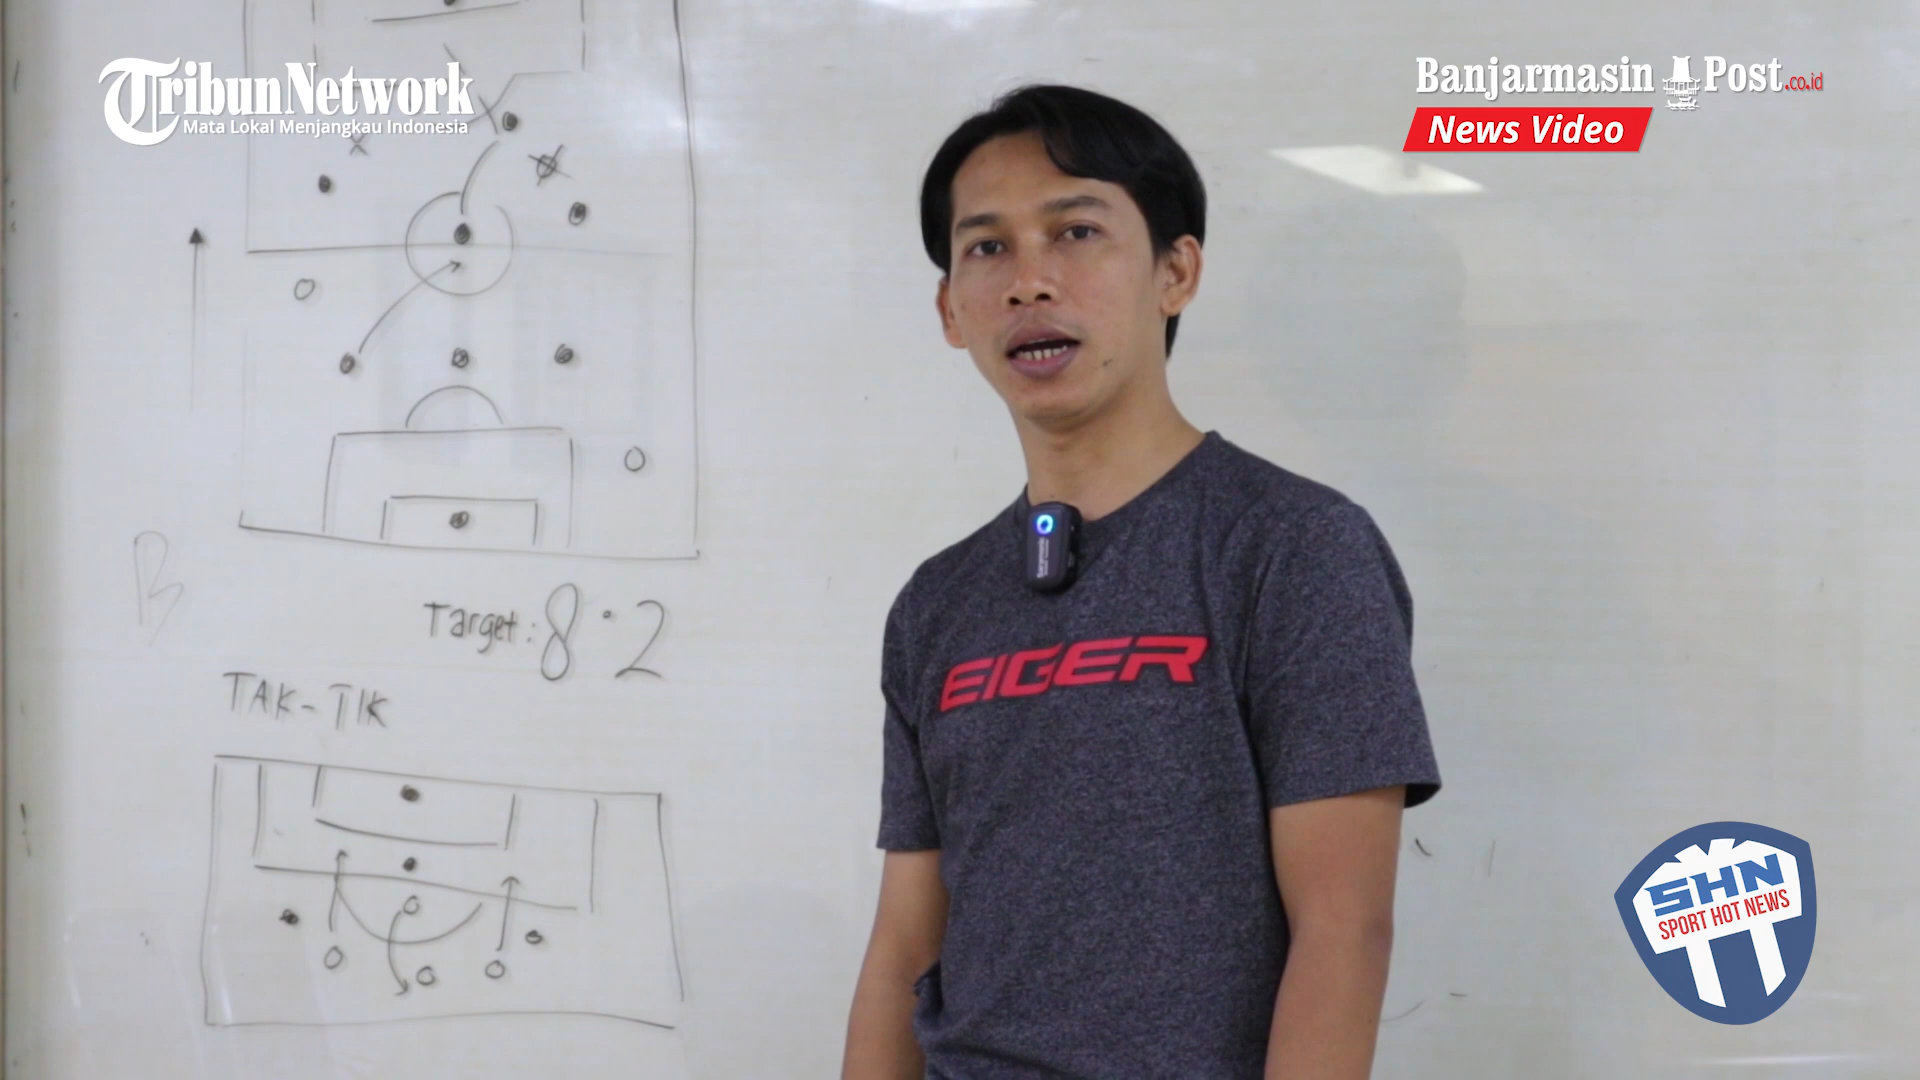 TribunNetwork
Mata Lokal Menjangkau Indonesia
Banjarmasin Post.co.id
News Video
B
Target: 8 : 2
TAK-TIK
EIGER
SHN
SPORT HOT NEWS